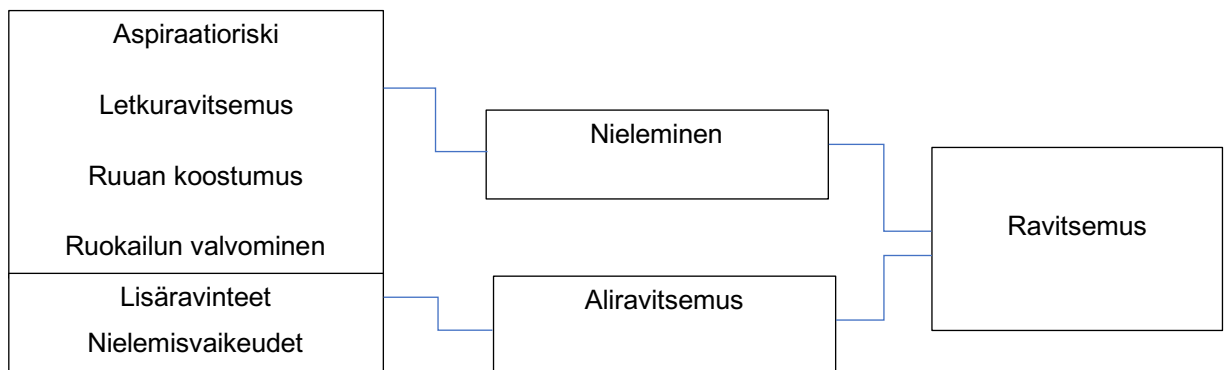 Aspiraatioriski
Letkuravitsemus
Ruuan koostumus
Ruokailun valvominen
Lisäravinteet
Nielemisvaikeudet
Nieleminen
Aliravitsemus
Ravitsemus